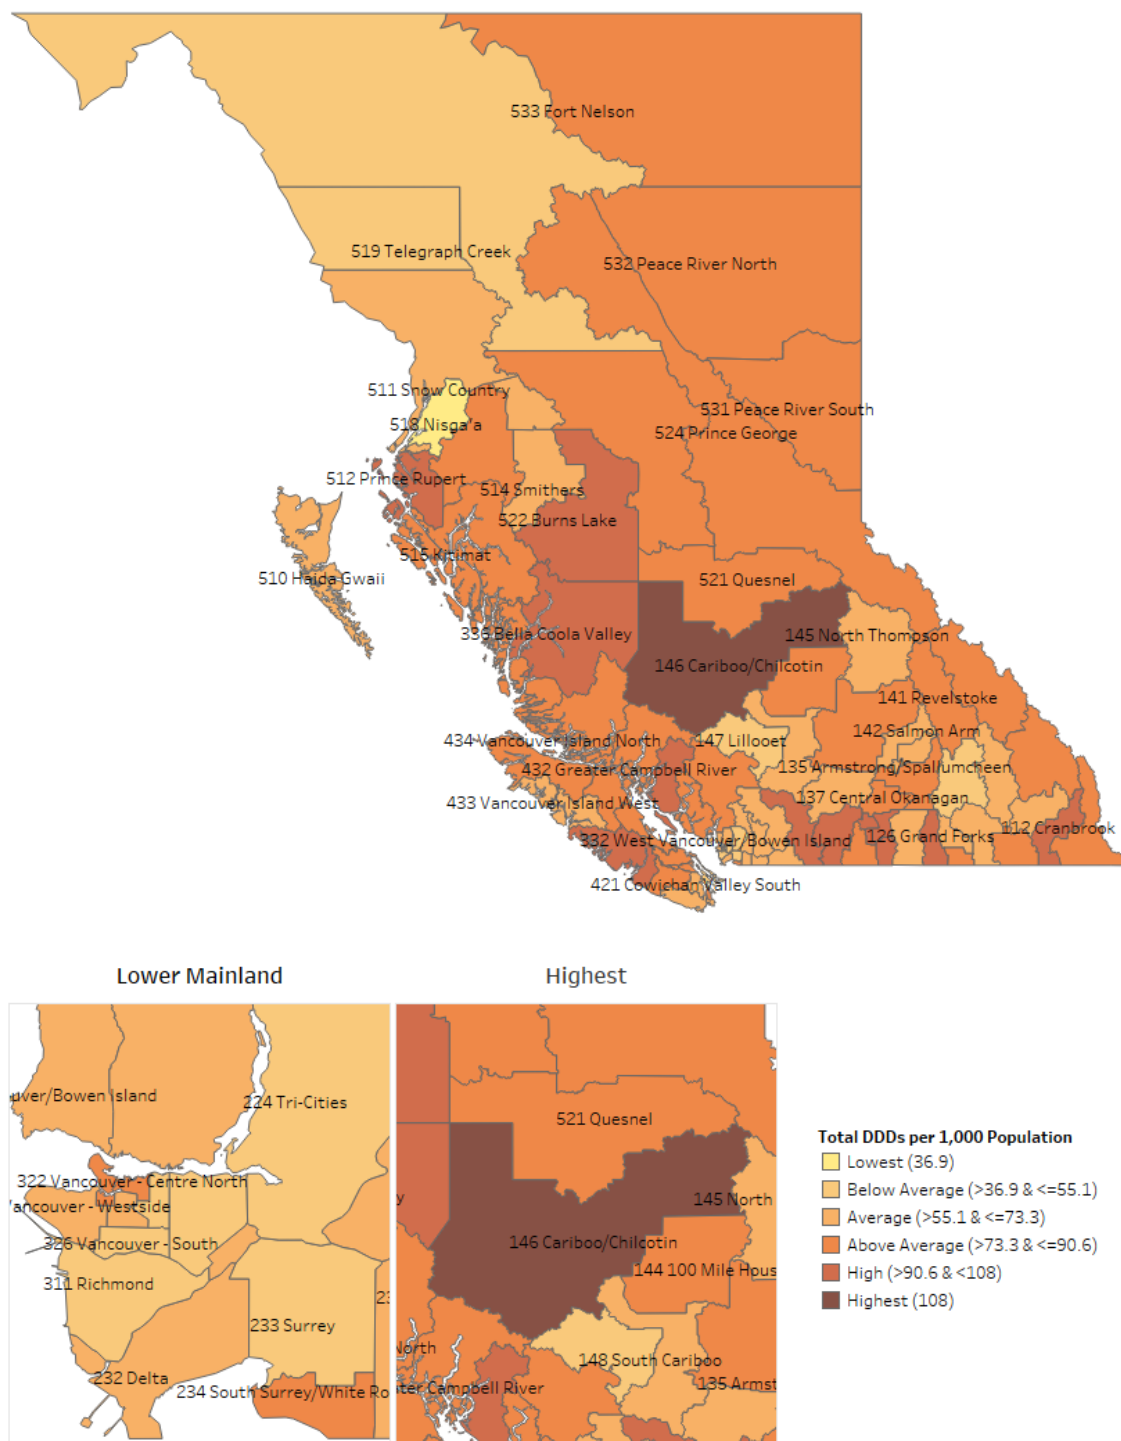 533 Fort Nelson
519 Telegraph Creek
532 Peace River North
511 Snow Country
531 Peace River South
518 Nisga'a
524 Prince George
512 Prince Rupert
514 Smithers
522 Burns Lake
515 Kitimat
510 Haida Gwaii
521 Quesnel
336 Bella Coola Valley
145 North Thompson
146 Cariboo/Chilcotin
141 Revelstoke
142 Salmon Arm
434 Vancouver Island North
147 Lillooet
432 Greater Campbell River
135 Armstrong/Spallumcheen
433 Vancouver Island West
137 Central Okanagan
332 West Vancouver/Bowen Island
126 Grand Forks
112 Cranbrook
421 Cowichan Valley South
Lower Mainland
uver/Bowen Island
224 Tri-Cities
322 Vancouver - Centre North
Vancouver - Westside
326 Vancouver - South
311 Richmond
23
233 Surrey
232 Delta
234 South Surrey/White Ro
Highest
521 Quesnel
y
145 North
146 Cariboo/Chilcotin
144 100 Mile Hous
North
148 South Cariboo
ter Campbell River
135 Armst
Total DDDs per 1,000 Population
Lowest (36.9)
Below Average (>36.9 & <=55.1)
Average (>55.1 & <=73.3)
Above Average (>73.3 & <=90.6)
High (>90.6 & <108)
Highest (108)